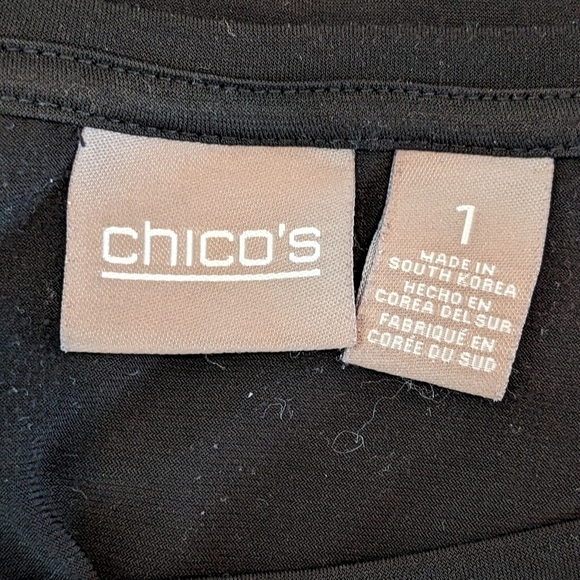 chico's
1
MADE IN
SOUTH KOREA
HECHO EN
COREA DEL SUR
FABRIQUÉ EN
CORÉE DU SUD